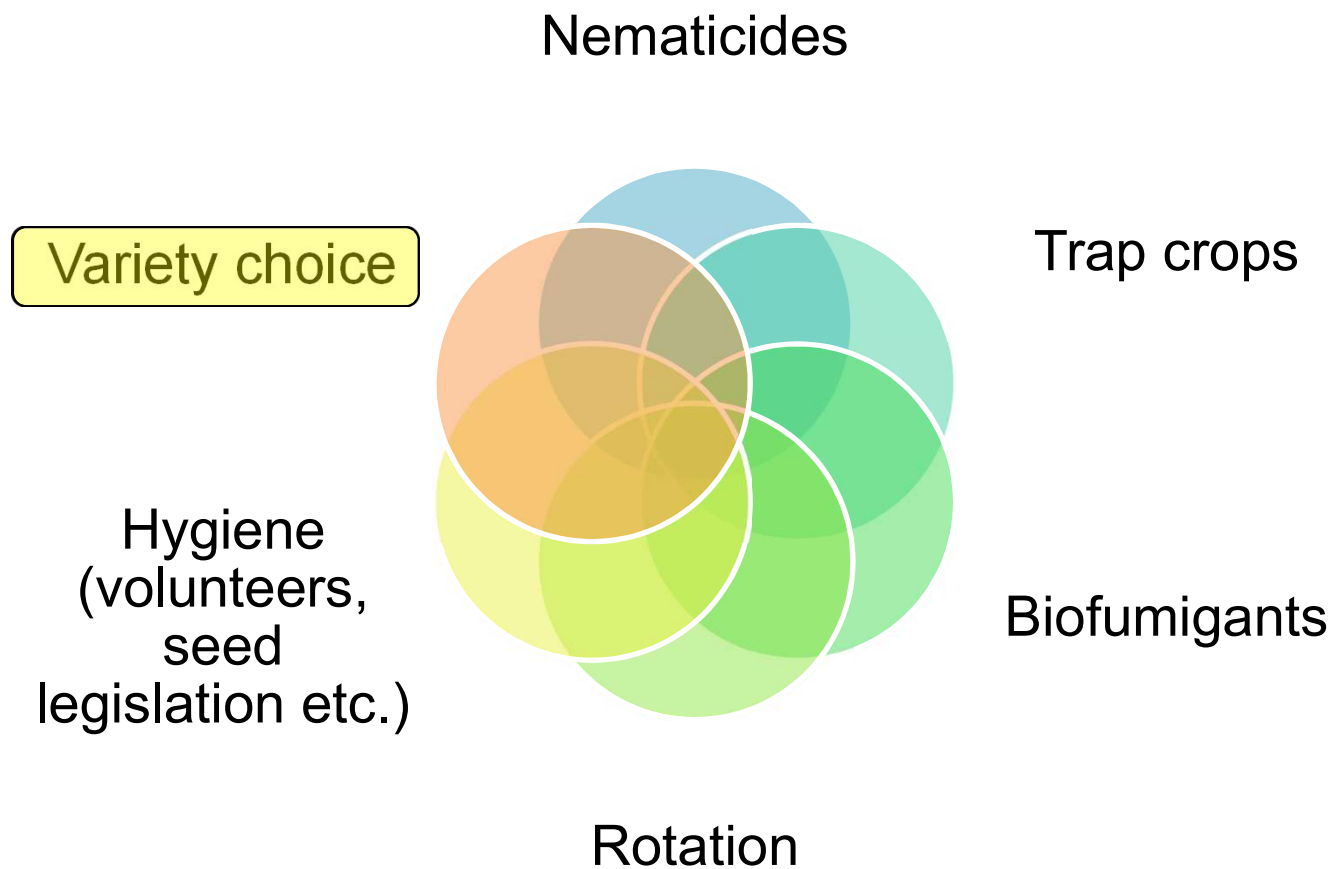 Nematicides
Variety choice
Trap crops
Hygiene
(volunteers,
seed
legislation etc.)
Biofumigants
Rotation